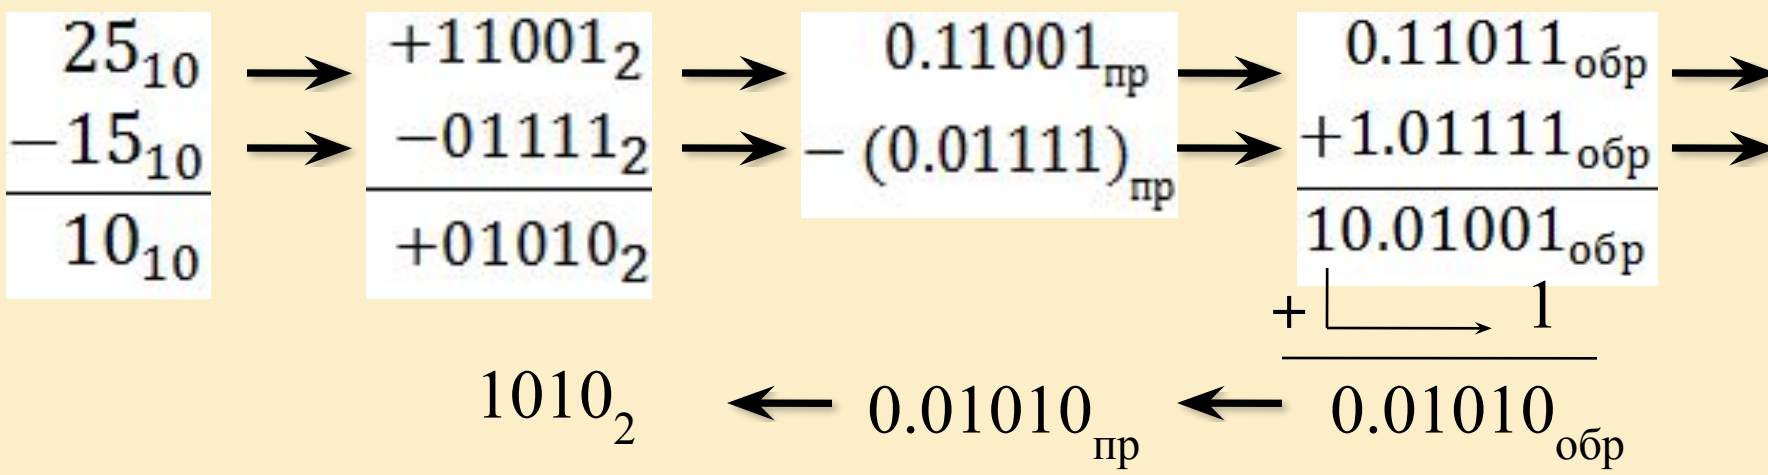 25₁₀ → +11001₂ → 0.11001пр → 0.11011обр →
−15₁₀ → −01111₂ → −(0.01111)пр → +1.01111обр →
10₁₀ +01010₂ 10.01001обр
+ 1
1010₂ ← 0.01010пр ← 0.01010обр